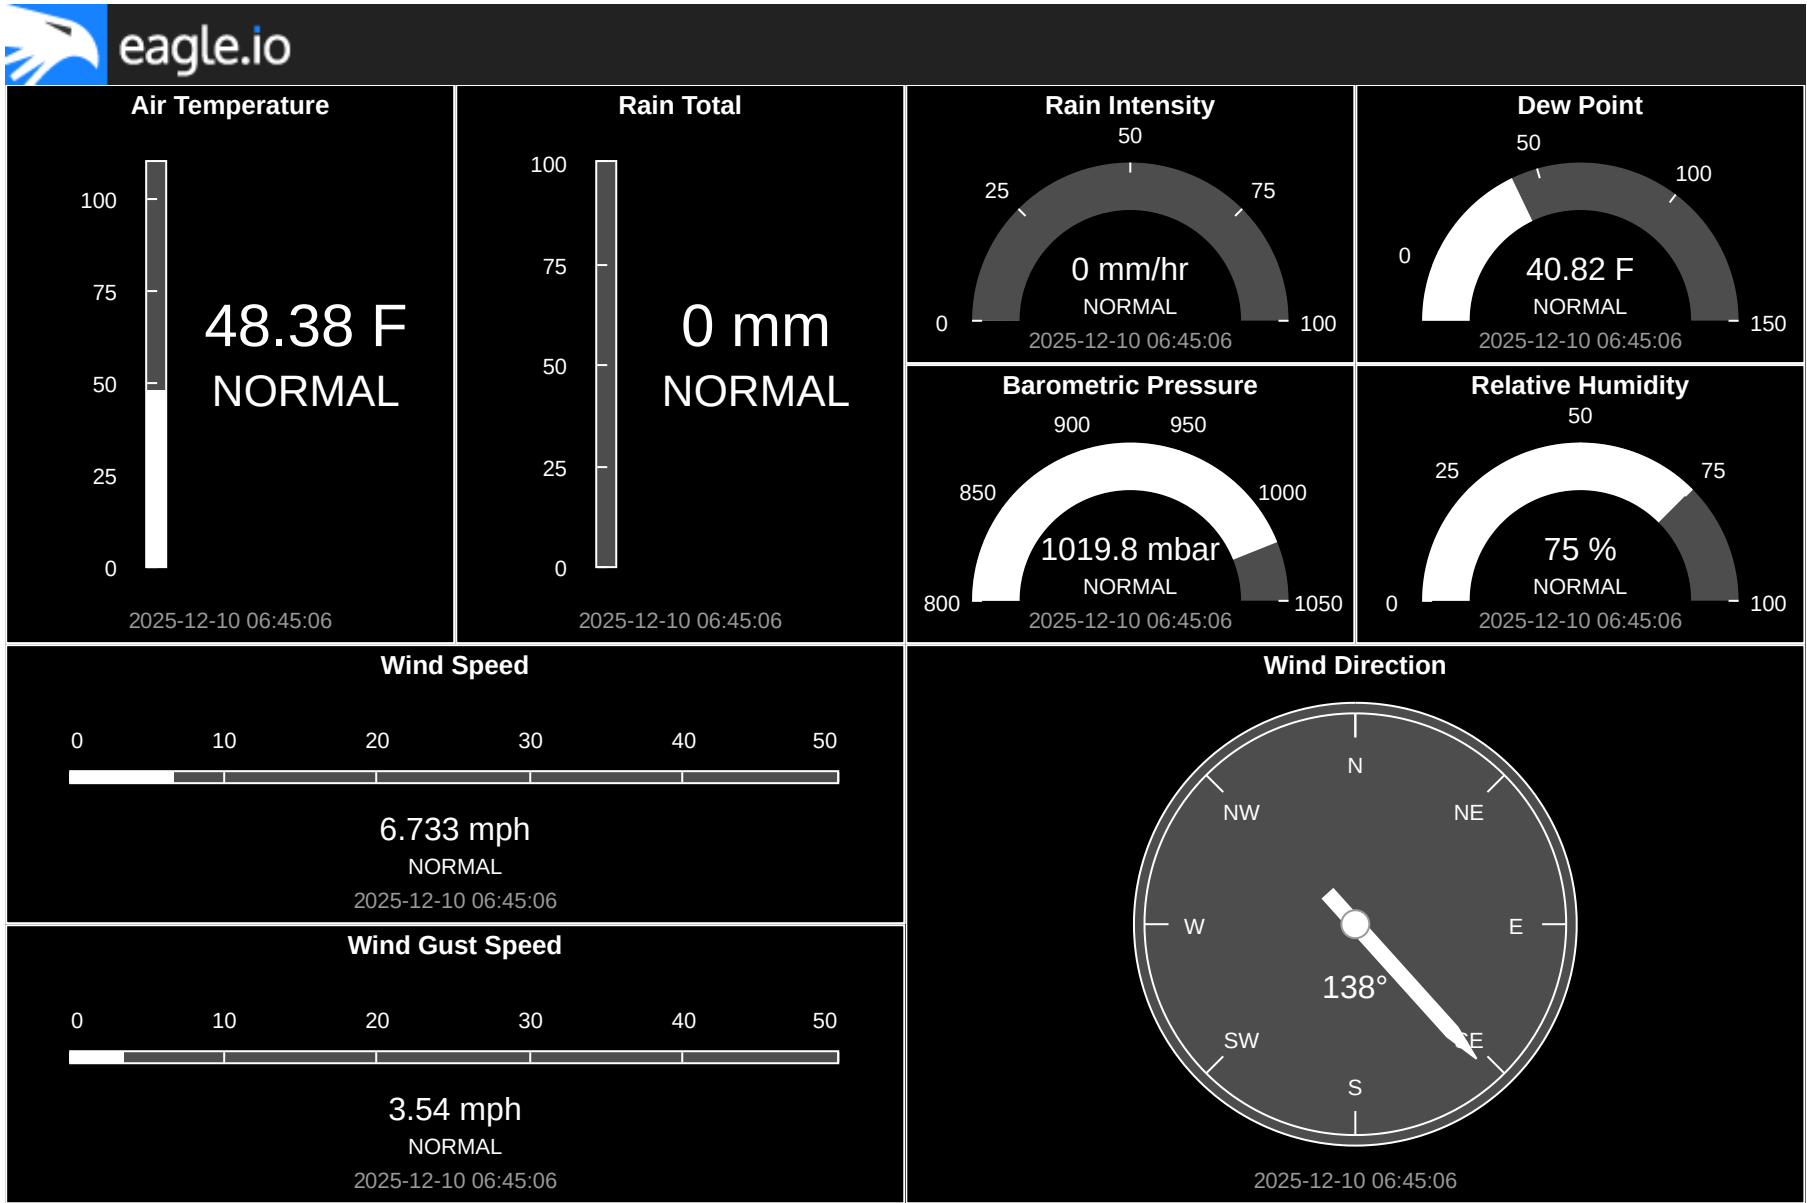 eagle.io
Air Temperature
100
75
50
25
0
48.38 F
NORMAL
2025-12-10 06:45:06
Rain Total
100
75
50
25
0
0 mm
NORMAL
2025-12-10 06:45:06
Rain Intensity
0
25
50
75
100
0 mm/hr
NORMAL
2025-12-10 06:45:06
Dew Point
0
50
100
150
40.82 F
NORMAL
2025-12-10 06:45:06
Barometric Pressure
800
850
900
950
1000
1050
1019.8 mbar
NORMAL
2025-12-10 06:45:06
Relative Humidity
0
25
50
75
100
75 %
NORMAL
2025-12-10 06:45:06
Wind Speed
0 10 20 30 40 50
6.733 mph
NORMAL
2025-12-10 06:45:06
Wind Gust Speed
0 10 20 30 40 50
3.54 mph
NORMAL
2025-12-10 06:45:06
Wind Direction
N
NW NE
W E
138°
SW SE
S
2025-12-10 06:45:06